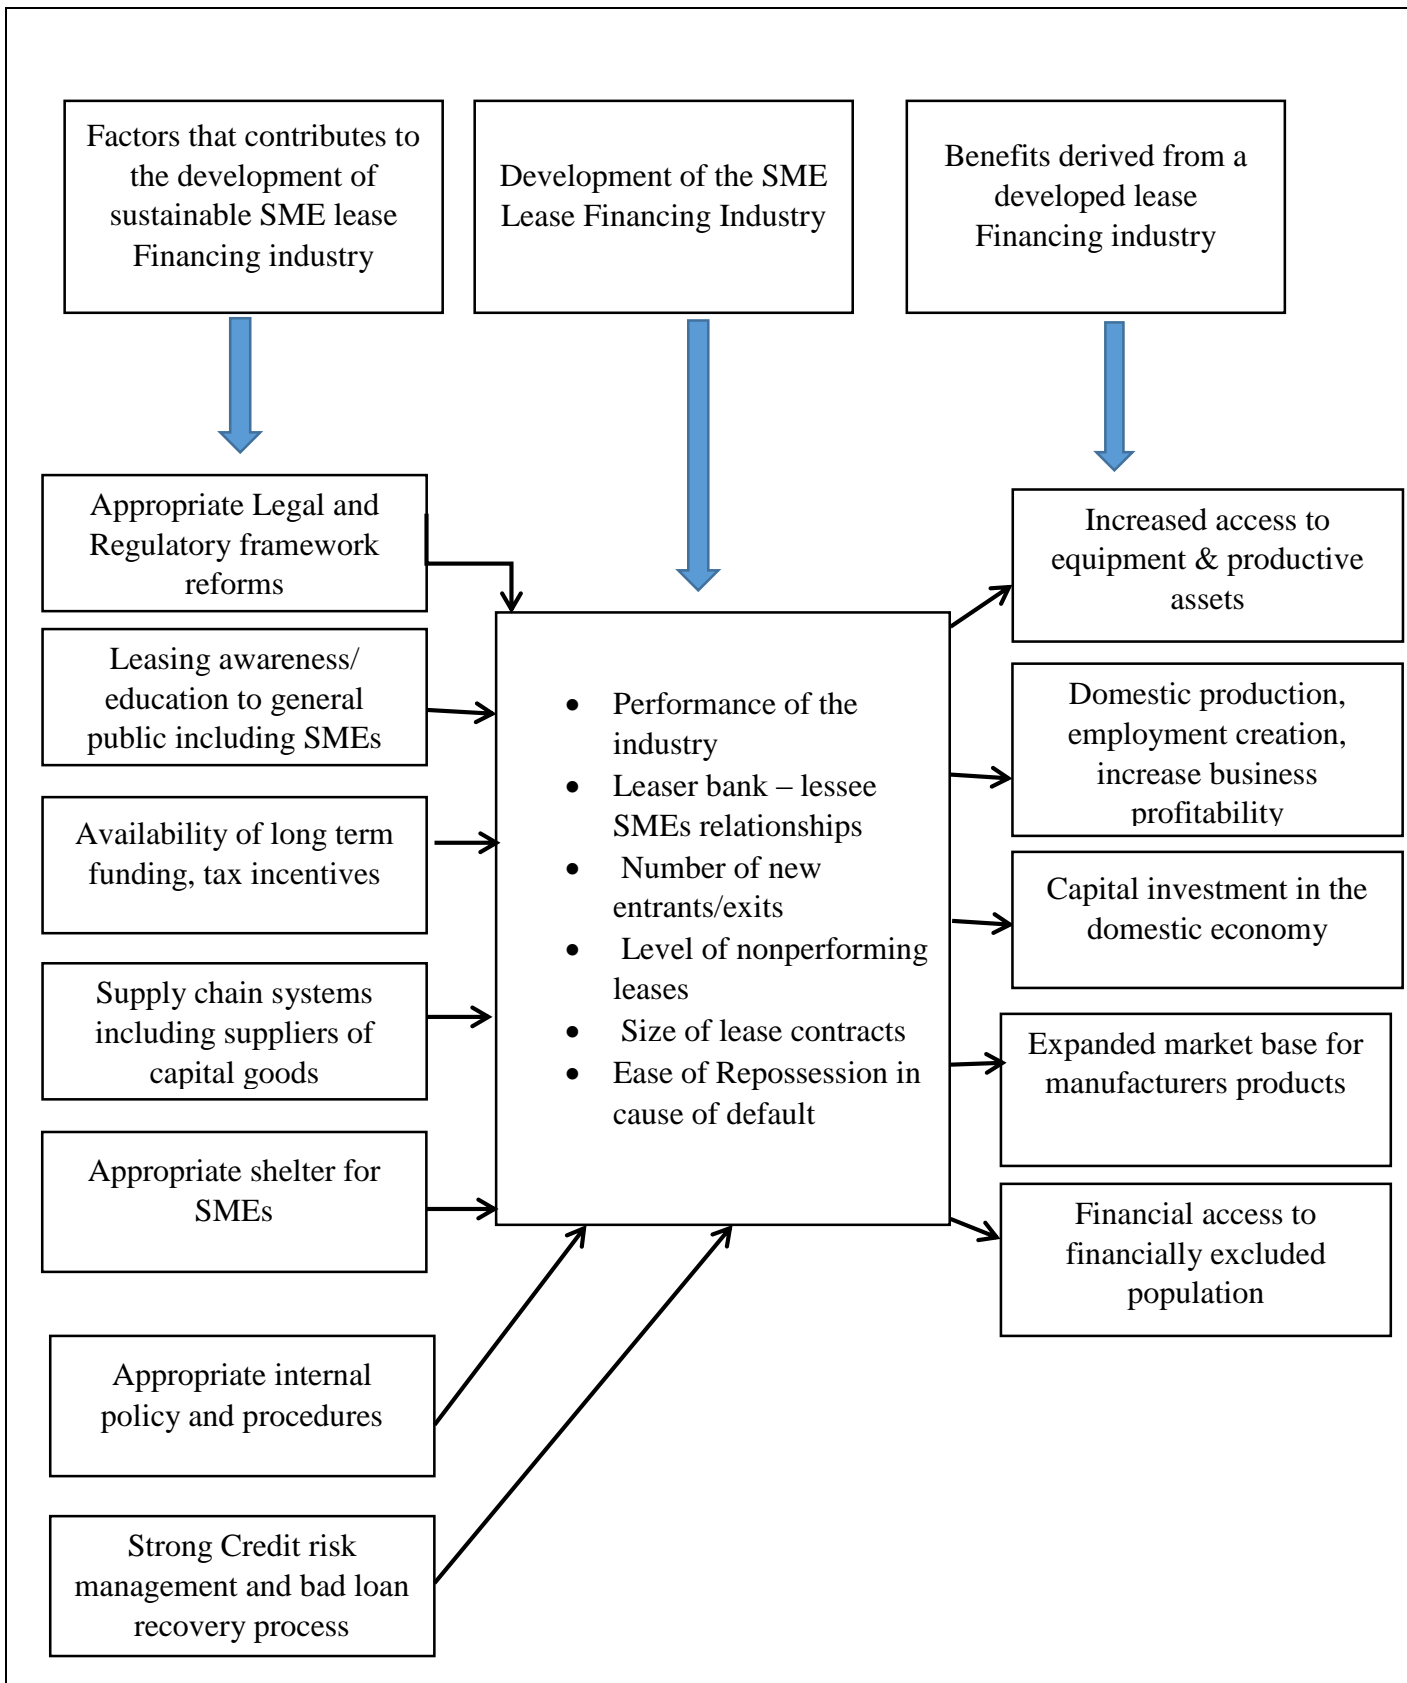 Factors that contributes to
the development of
sustainable SME lease
Financing industry
Development of the SME
Lease Financing Industry
Benefits derived from a
developed lease
Financing industry
Appropriate Legal and
Regulatory framework
reforms
Leasing awareness/
education to general
public including SMEs
Availability of long term
funding, tax incentives
Supply chain systems
including suppliers of
capital goods
Appropriate shelter for
SMEs
Appropriate internal
policy and procedures
Strong Credit risk
management and bad loan
recovery process
• Performance of the
industry
• Leaser bank – lessee
SMEs relationships
• Number of new
entrants/exits
• Level of nonperforming
leases
• Size of lease contracts
• Ease of Repossession in
cause of default
Increased access to
equipment & productive
assets
Domestic production,
employment creation,
increase business
profitability
Capital investment in the
domestic economy
Expanded market base for
manufacturers products
Financial access to
financially excluded
population